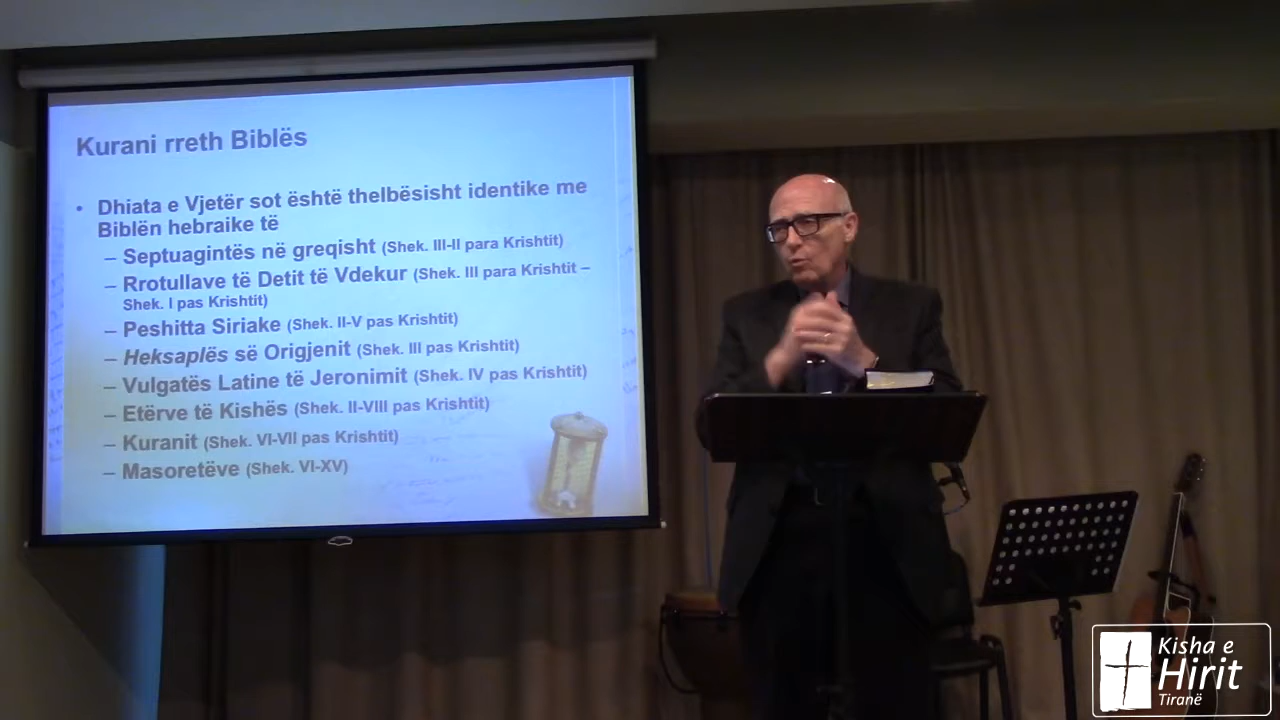 Kurani rreth Biblës
• Dhiata e Vjetër sot është thelbësisht identike me
Biblën hebraike të
– Septuagintës në greqisht (Shek. III-II para Krishtit)
– Rrotullave të Detit të Vdekur (Shek. III para Krishtit –
Shek. I pas Krishtit)
– Peshitta Siriake (Shek. II-V pas Krishtit)
– Heksaplës së Origjenit (Shek. III pas Krishtit)
– Vulgatës Latine të Jeronimit (Shek. IV pas Krishtit)
– Etërve të Kishës (Shek. II-VIII pas Krishtit)
– Kuranit (Shek. VI-VII pas Krishtit)
– Masoretëve (Shek. VI-XV)
Kisha e
Hirit
Tiranë